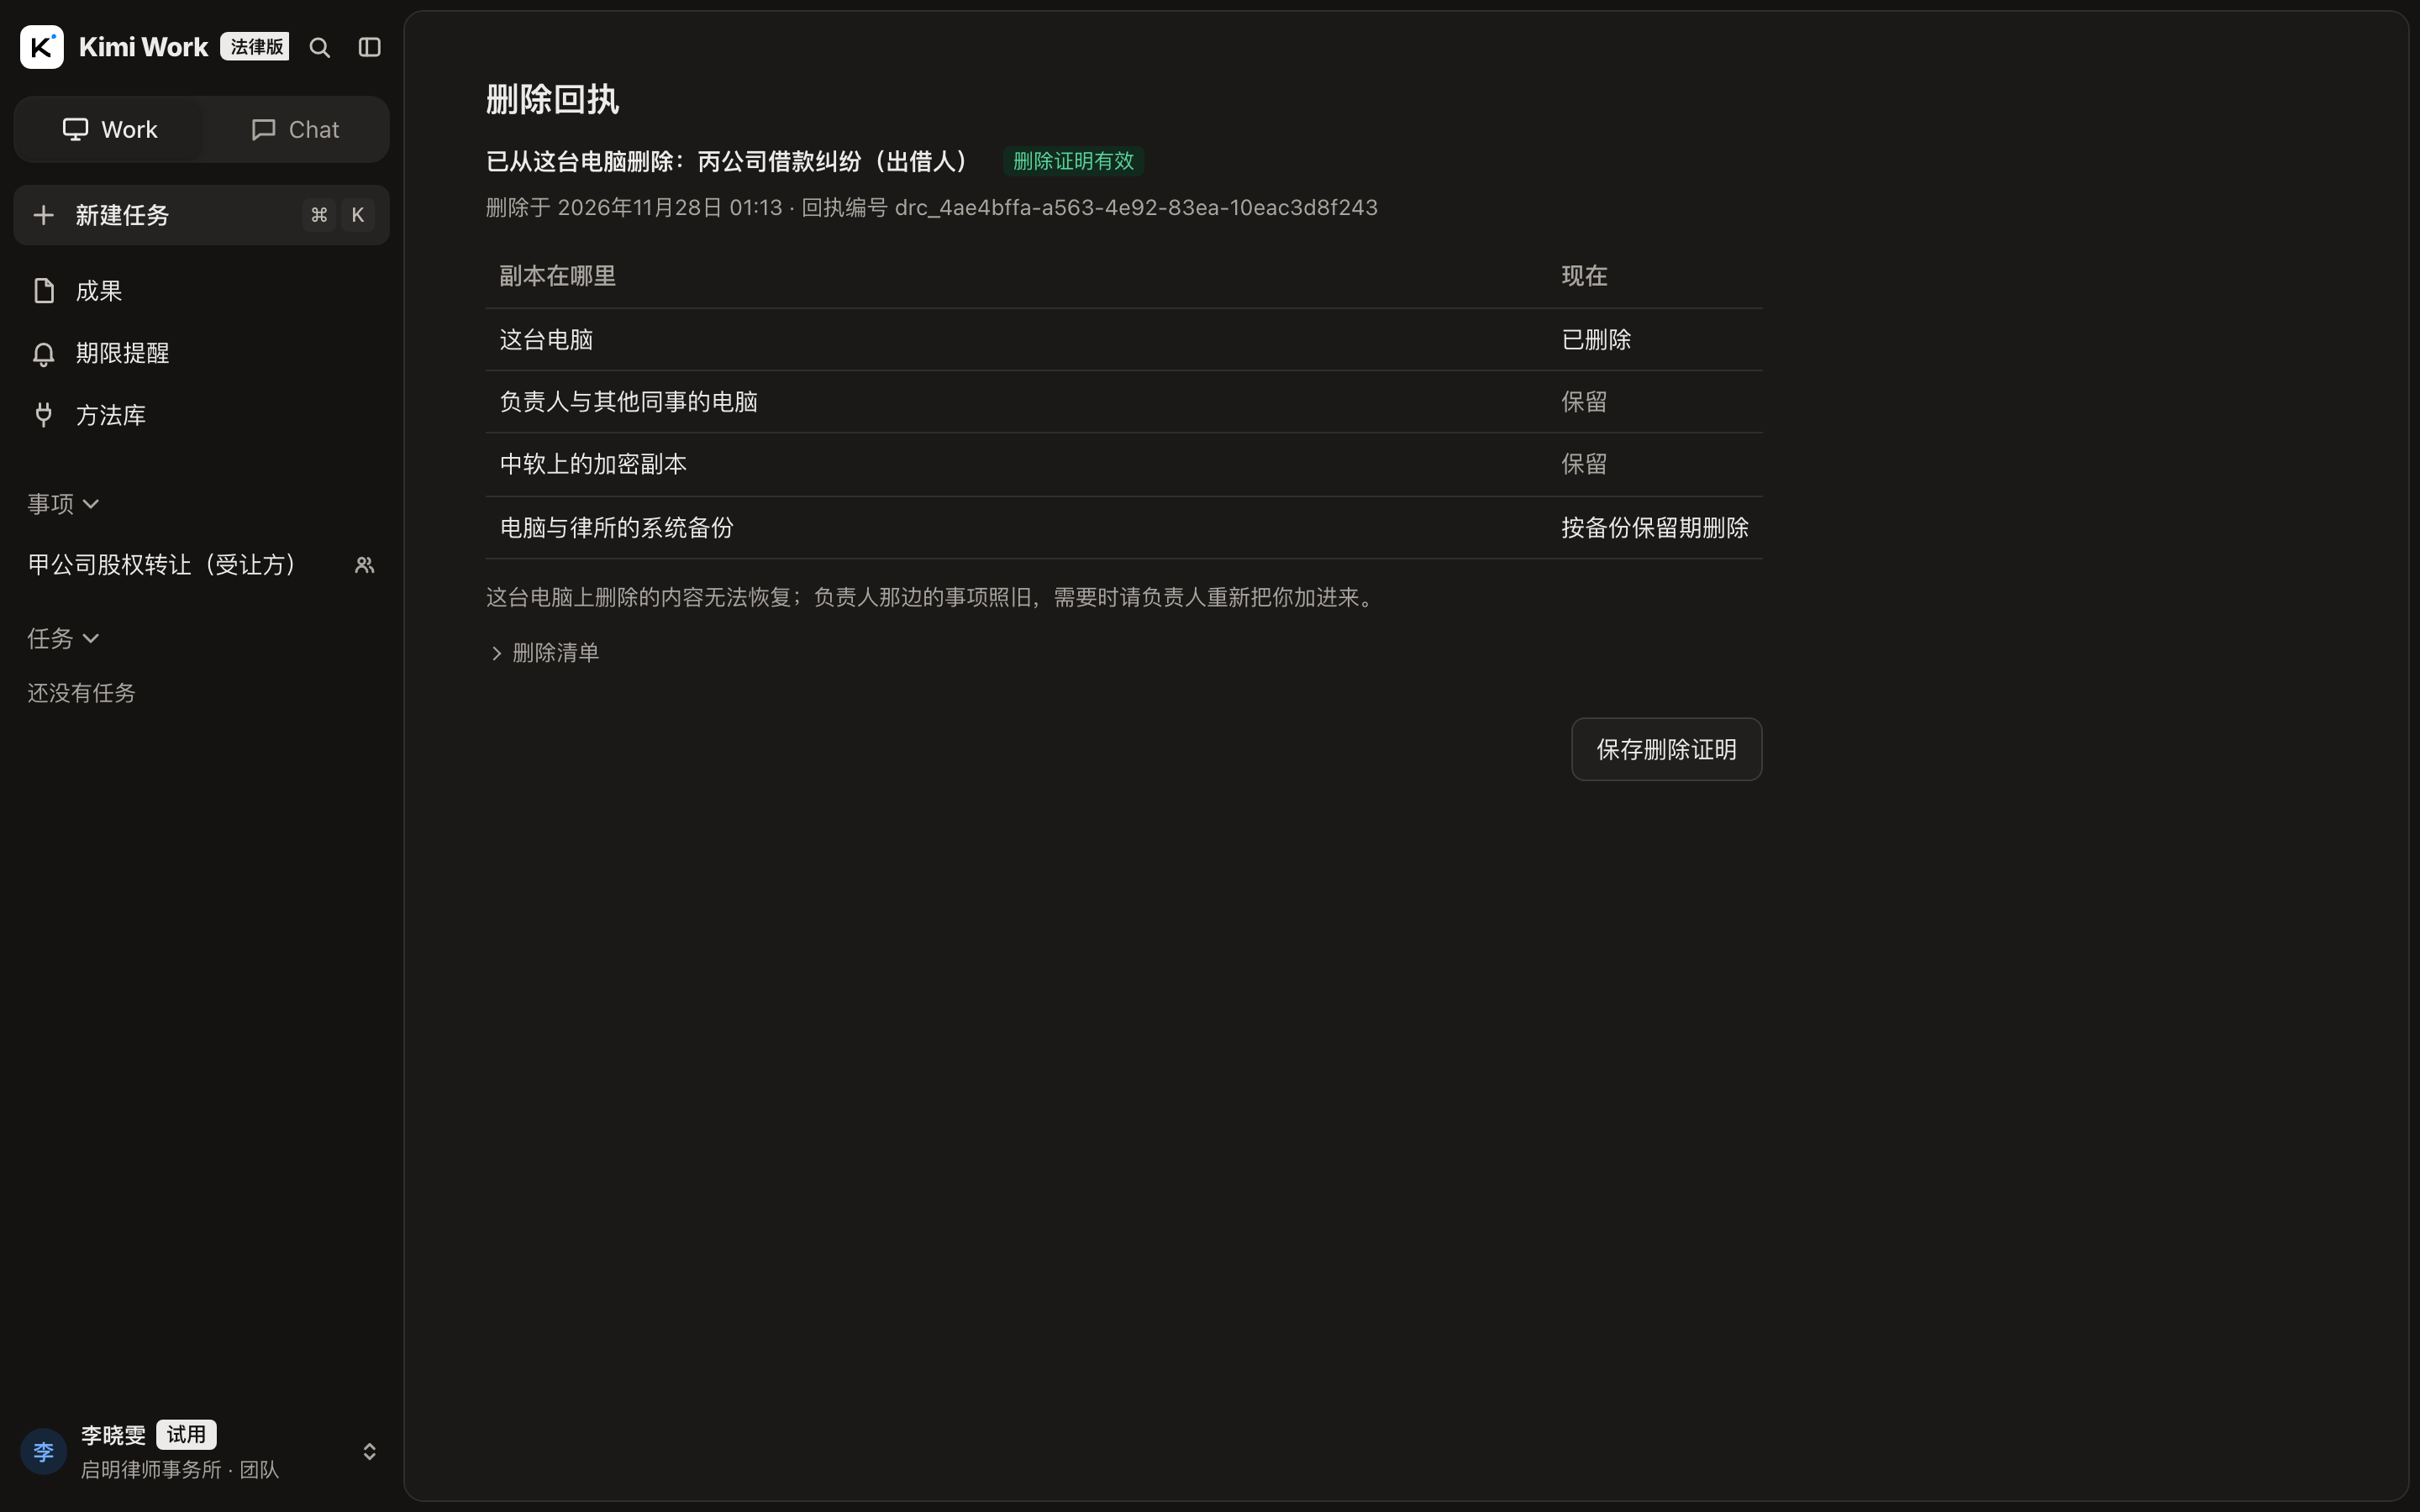 Kimi Work 法律版
Work Chat
新建任务 ⌘ K
成果
期限提醒
方法库
事项
甲公司股权转让（受让方）
任务
还没有任务
李 李晓雯 试用
启明律师事务所 · 团队
删除回执
已从这台电脑删除：丙公司借款纠纷（出借人） 删除证明有效
删除于 2026年11月28日 01:13 · 回执编号 drc_4ae4bffa-a563-4e92-83ea-10eac3d8f243
副本在哪里 现在
这台电脑 已删除
负责人与其他同事的电脑 保留
中软上的加密副本 保留
电脑与律所的系统备份 按备份保留期删除
这台电脑上删除的内容无法恢复；负责人那边的事项照旧，需要时请负责人重新把你加进来。
删除清单
保存删除证明